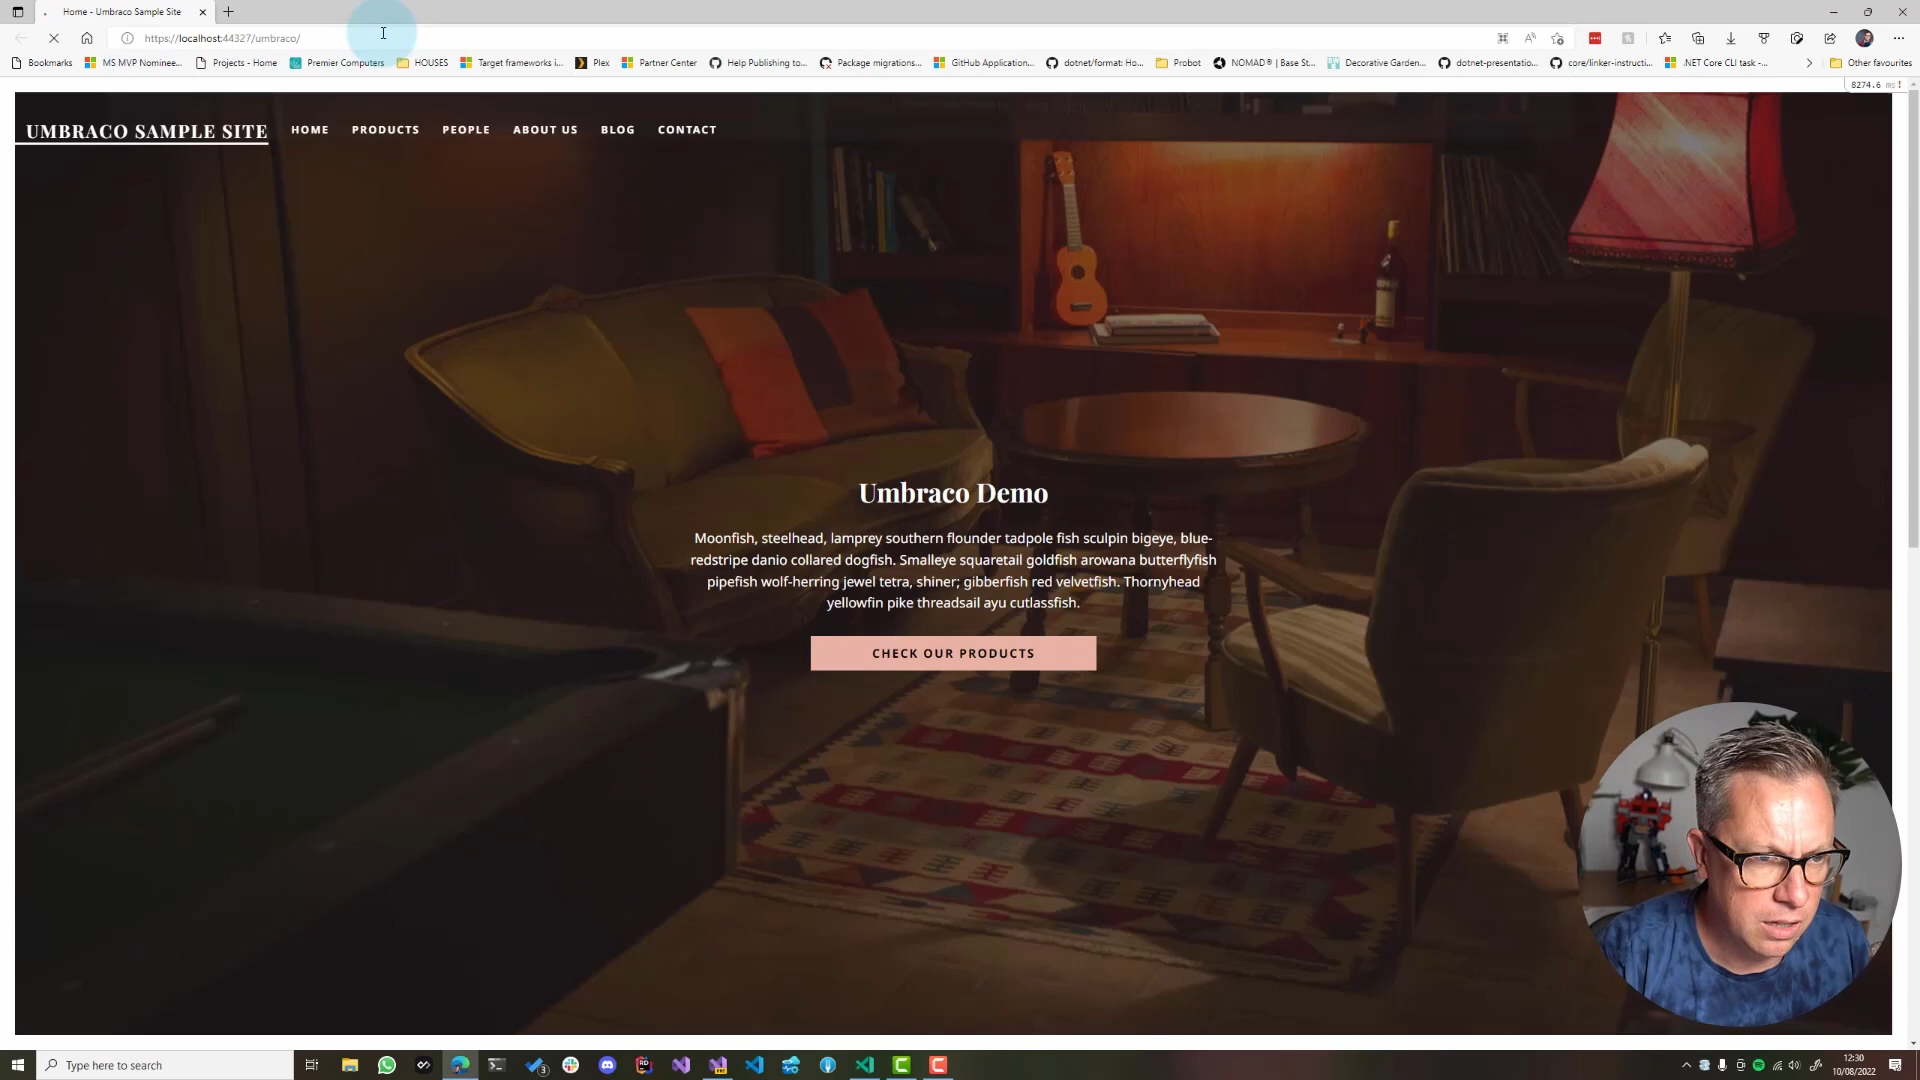 Home - Umbraco Sample Site
https://localhost:44327/umbraco/
Bookmarks
MS MVP Nominee...
Projects - Home
Premier Computers
HOUSES
Target frameworks i...
Plex
Partner Center
Help Publishing to...
Package migrations...
GitHub Application...
dotnet/format: Ho...
Probot
NOMAD® | Base St...
Decorative Garden...
dotnet-presentatio...
core/linker-instructi...
.NET Core CLI task -...
Other favourites
8274.6 ms !
UMBRACO SAMPLE SITE
HOME
PRODUCTS
PEOPLE
ABOUT US
BLOG
CONTACT
Umbraco Demo
Moonfish, steelhead, lamprey southern flounder tadpole fish sculpin bigeye, blue-
redstripe danio collared dogfish. Smalleye squaretail goldfish arowana butterflyfish
pipefish wolf-herring jewel tetra, shiner; gibberfish red velvetfish. Thornyhead
yellowfin pike threadsail ayu cutlassfish.
CHECK OUR PRODUCTS
Type here to search
3
12:30
10/08/2022